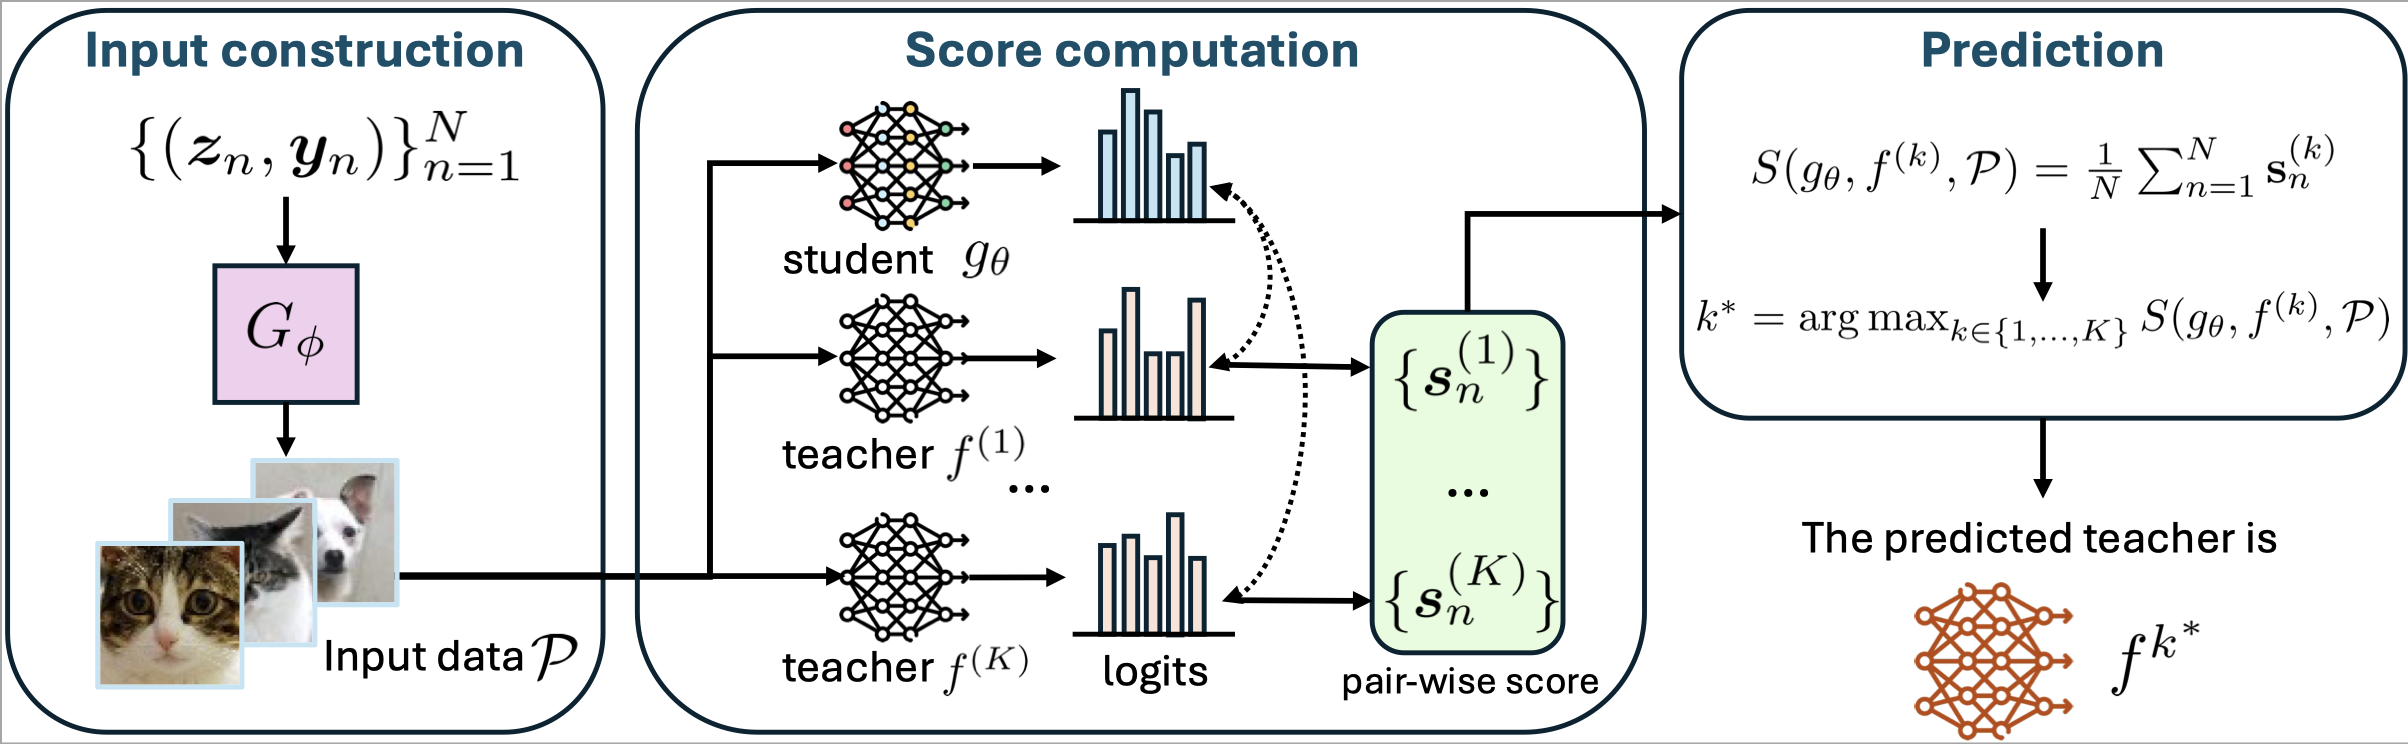 Input construction
$\{(\boldsymbol{z}_n, \boldsymbol{y}_n)\}_{n=1}^{N}$
$G_\phi$
Input data $\mathcal{P}$
Score computation
student $g_\theta$
teacher $f^{(1)}$
...
teacher $f^{(K)}$
logits
$\{\boldsymbol{s}_n^{(1)}\}$
...
$\{\boldsymbol{s}_n^{(K)}\}$
pair-wise score
Prediction
$S(g_\theta, f^{(k)}, \mathcal{P}) = \frac{1}{N} \sum_{n=1}^{N} \mathbf{s}_n^{(k)}$
$k^* = \arg\max_{k \in \{1,\ldots,K\}} S(g_\theta, f^{(k)}, \mathcal{P})$
The predicted teacher is
$f^{k^*}$